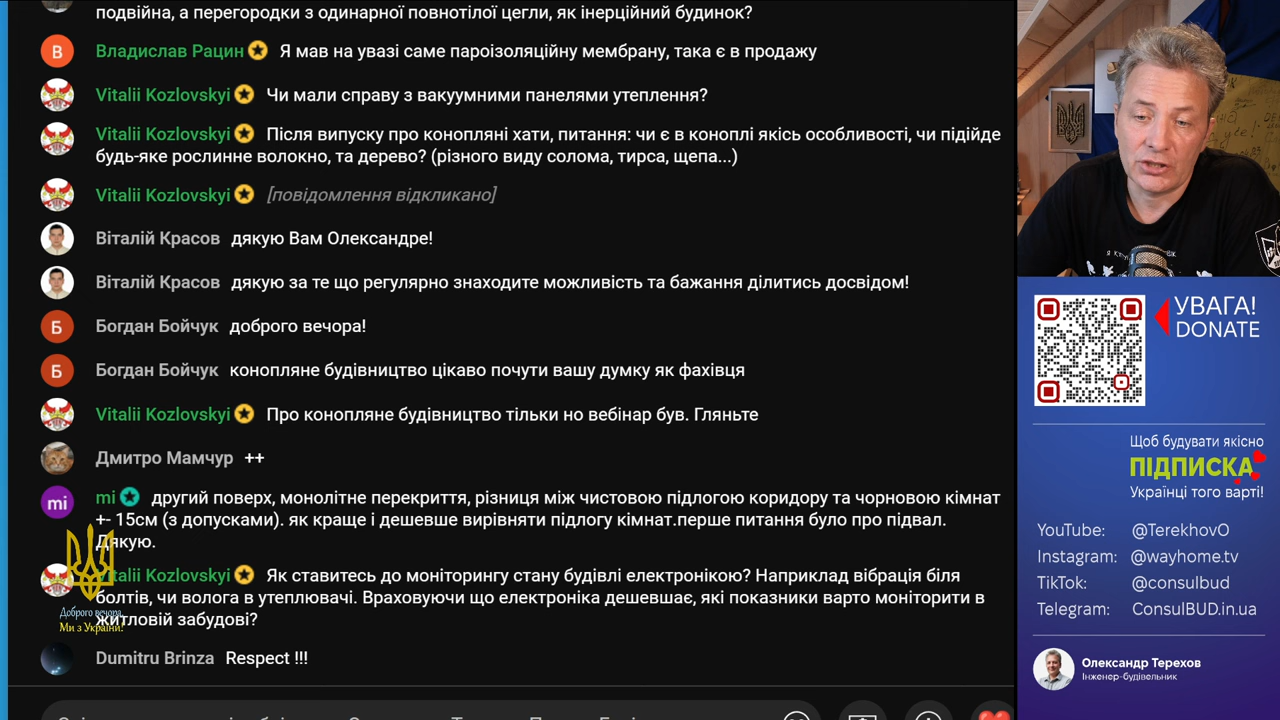 подвійна, а перегородки з одинарної повнотілої цегли, як інерційний будинок?
В Владислав Рацин Я мав на увазі саме пароізоляційну мембрану, така є в продажу
Vitalii Kozlovskyi Чи мали справу з вакуумними панелями утеплення?
Vitalii Kozlovskyi Після випуску про конопляні хати, питання: чи є в коноплі якісь особливості, чи підійде
будь-яке рослинне волокно, та дерево? (різного виду солома, тирса, щепа...)
Vitalii Kozlovskyi [повідомлення відкликано]
Віталій Красов дякую Вам Олександре!
Віталій Красов дякую за те що регулярно знаходите можливість та бажання ділитись досвідом!
Б Богдан Бойчук доброго вечора!
Б Богдан Бойчук конопляне будівництво цікаво почути вашу думку як фахівця
Vitalii Kozlovskyi Про конопляне будівництво тільки но вебінар був. Гляньте
Дмитро Мамчур ++
mi mi другий поверх, монолітне перекриття, різниця між чистовою підлогою коридору та чорновою кімнат
+- 15см (з допусками). як краще і дешевше вирівняти підлогу кімнат.перше питання було про підвал.
Дякую.
Vitalii Kozlovskyi Як ставитесь до моніторингу стану будівлі електронікою? Наприклад вібрація біля
болтів, чи волога в утеплювачі. Враховуючи що електроніка дешевшає, які показники варто моніторити в
житловій забудові?
Доброго вечора
Ми з України!
Dumitru Brinza Respect !!!
УВАГА!
DONATE
Щоб будувати якісно
ПІДПИСКА
Українці того варті!
YouTube: @TerekhovO
Instagram: @wayhome.tv
TikTok: @consulbud
Telegram: ConsulBUD.in.ua
Олександр Терехов
Інженер-будівельник